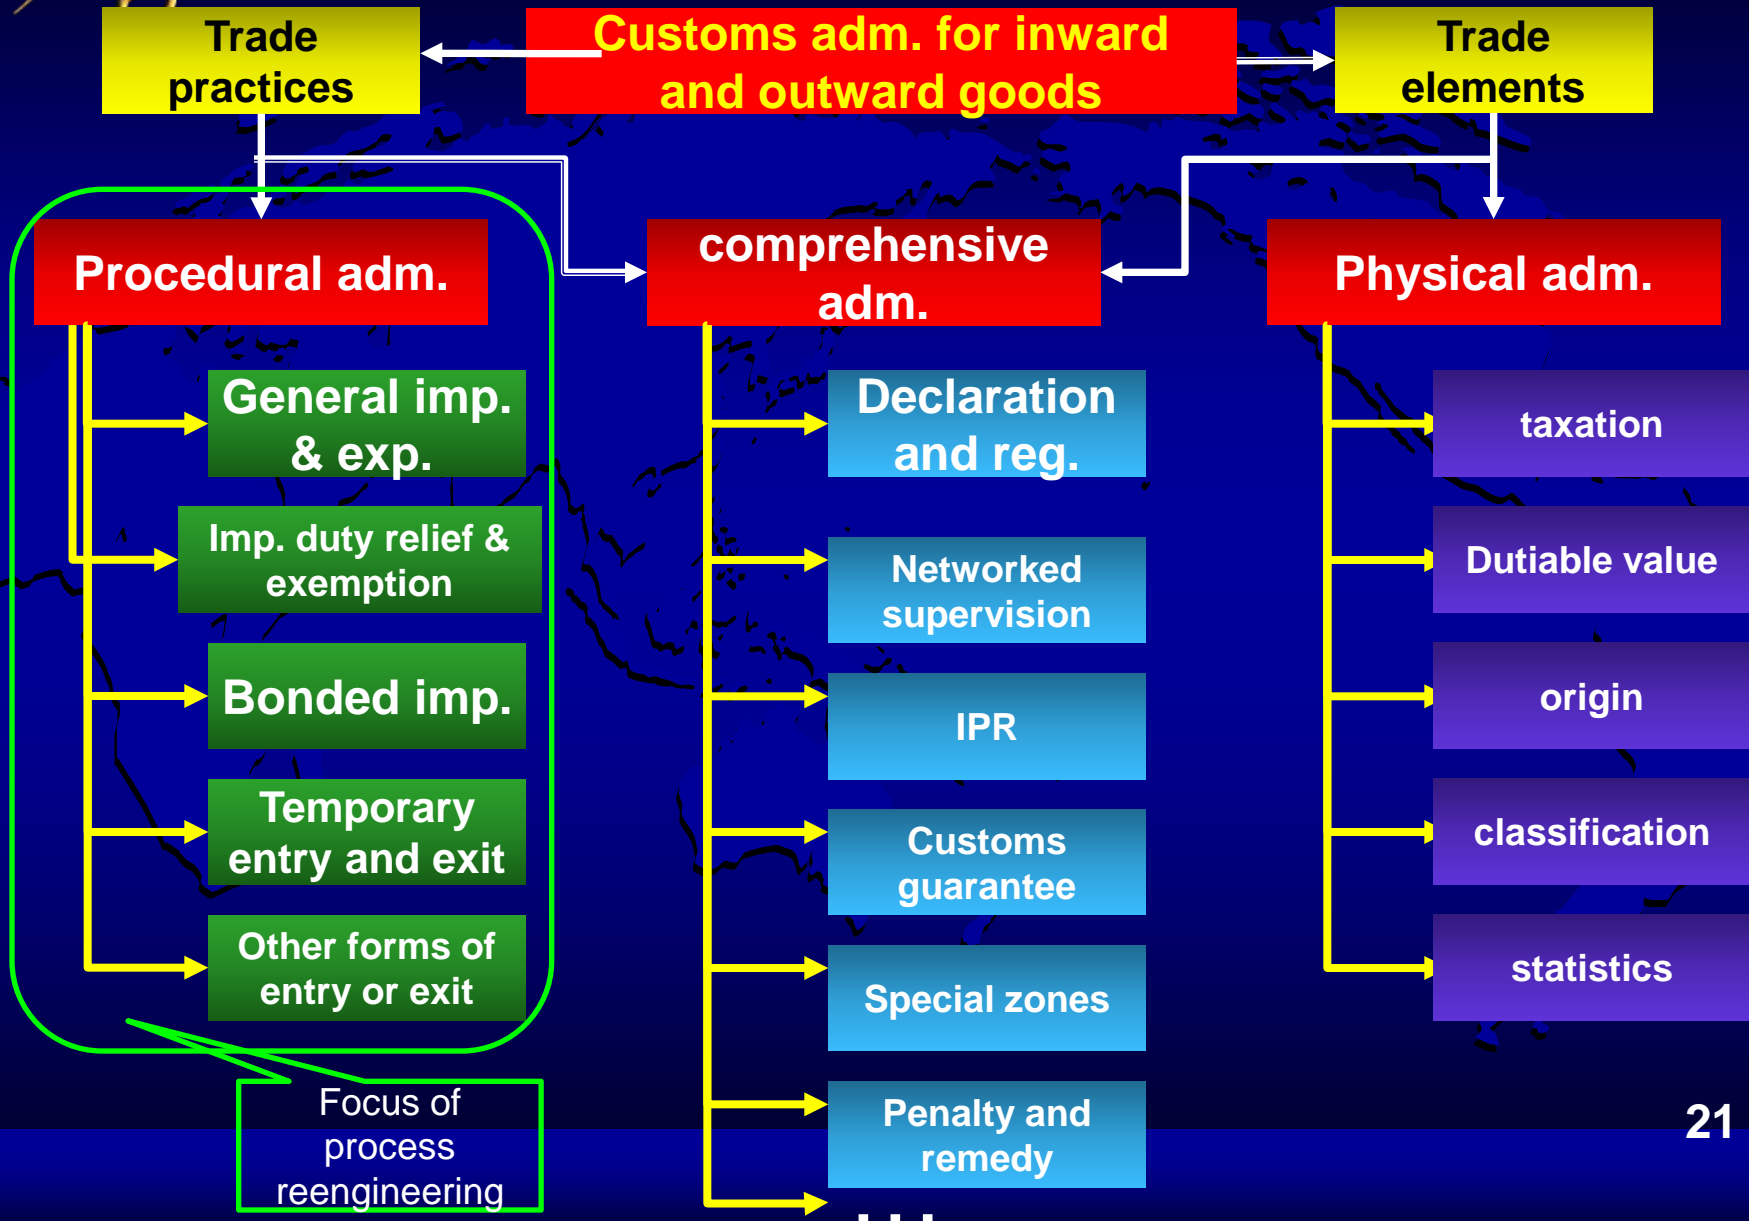 Trade
practices
Customs adm. for inward
and outward goods
Trade
elements
Procedural adm.
comprehensive
adm.
Physical adm.
General imp.
& exp.
Imp. duty relief &
exemption
Bonded imp.
Temporary
entry and exit
Other forms of
entry or exit
Focus of
process
reengineering
Declaration
and reg.
Networked
supervision
IPR
Customs
guarantee
Special zones
Penalty and
remedy
taxation
Dutiable value
origin
classification
statistics
21